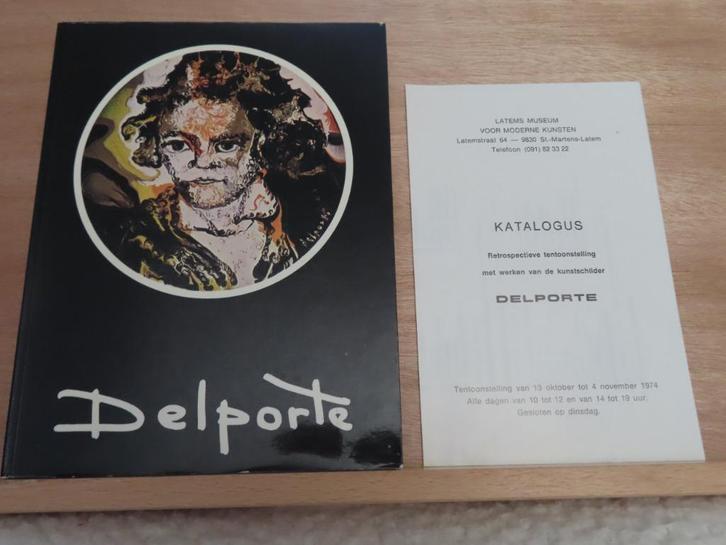 Delporte
LATEMS MUSEUM
VOOR MODERNE KUNSTEN
Latemstraat 64 — 9830 St.-Martens-Latem
Telefoon (091) 82 33 22
KATALOGUS
Retrospectieve tentoonstelling
met werken van de kunstschilder
DELPORTE
Tentoonstelling van 13 oktober tot 4 november 1974
Alle dagen van 10 tot 12 en van 14 tot 19 uur.
Gesloten op dinsdag.